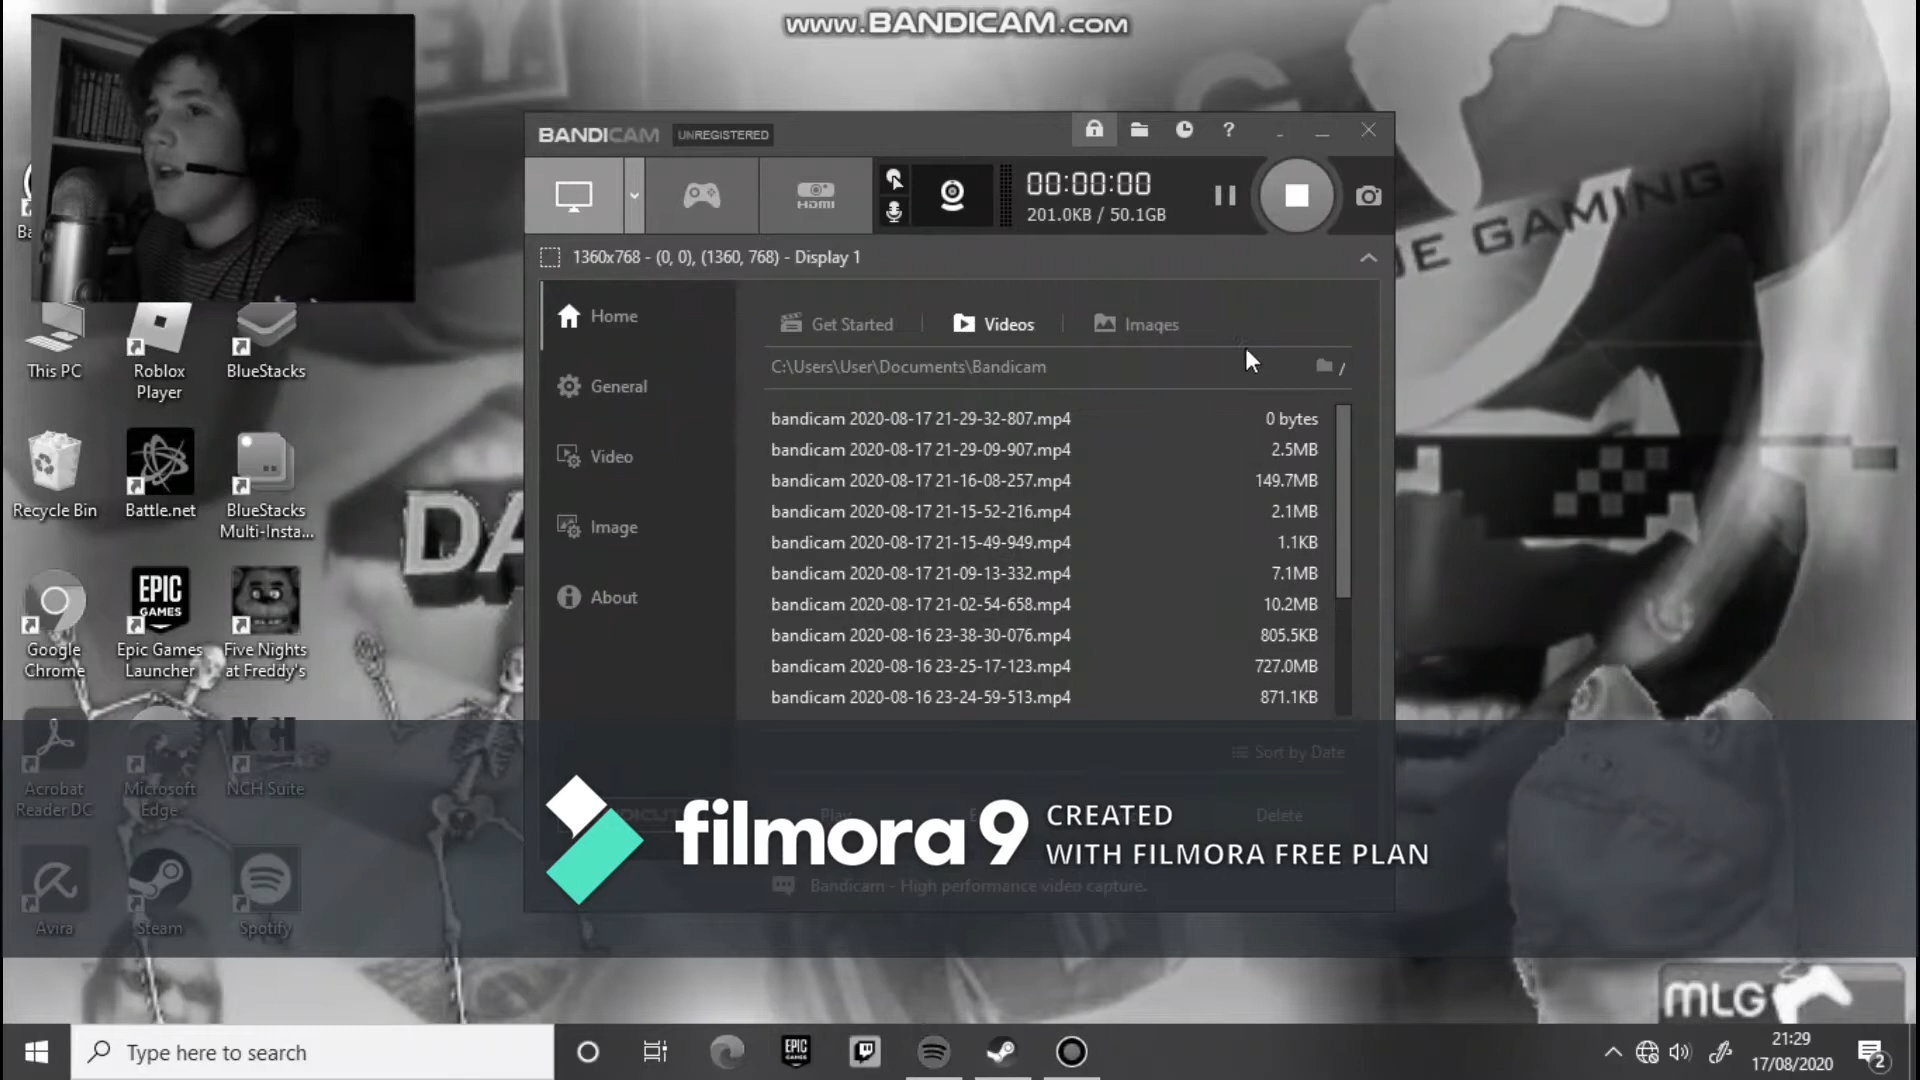 www.BANDICAM.com
EY.
BANDICAM UNREGISTERED
HDMI
00:00:00
201.0KB / 50.1GB
1360x768 - (0, 0), (1360, 768) - Display 1
E GAMING
Home
General
Video
Image
About
Get Started
Videos
Images
C:\Users\User\Documents\Bandicam
/
bandicam 2020-08-17 21-29-32-807.mp4 0 bytes
bandicam 2020-08-17 21-29-09-907.mp4 2.5MB
bandicam 2020-08-17 21-16-08-257.mp4 149.7MB
bandicam 2020-08-17 21-15-52-216.mp4 2.1MB
bandicam 2020-08-17 21-15-49-949.mp4 1.1KB
bandicam 2020-08-17 21-09-13-332.mp4 7.1MB
bandicam 2020-08-17 21-02-54-658.mp4 10.2MB
bandicam 2020-08-16 23-38-30-076.mp4 805.5KB
bandicam 2020-08-16 23-25-17-123.mp4 727.0MB
bandicam 2020-08-16 23-24-59-513.mp4 871.1KB
Sort by Date
Delete
Bandicam - High performance video capture.
This PC
Roblox
Player
BlueStacks
Recycle Bin
Battle.net
BlueStacks
Multi-Insta...
Google
Chrome
EPIC
GAMES
Epic Games
Launcher
Five Nights
at Freddy's
Acrobat
Reader DC
Microsoft
Edge
NCH
NCH Suite
Avira
Steam
Spotify
DA
filmora9
CREATED
WITH FILMORA FREE PLAN
MLG
Type here to search
EPIC
GAMES
21:29
17/08/2020
2